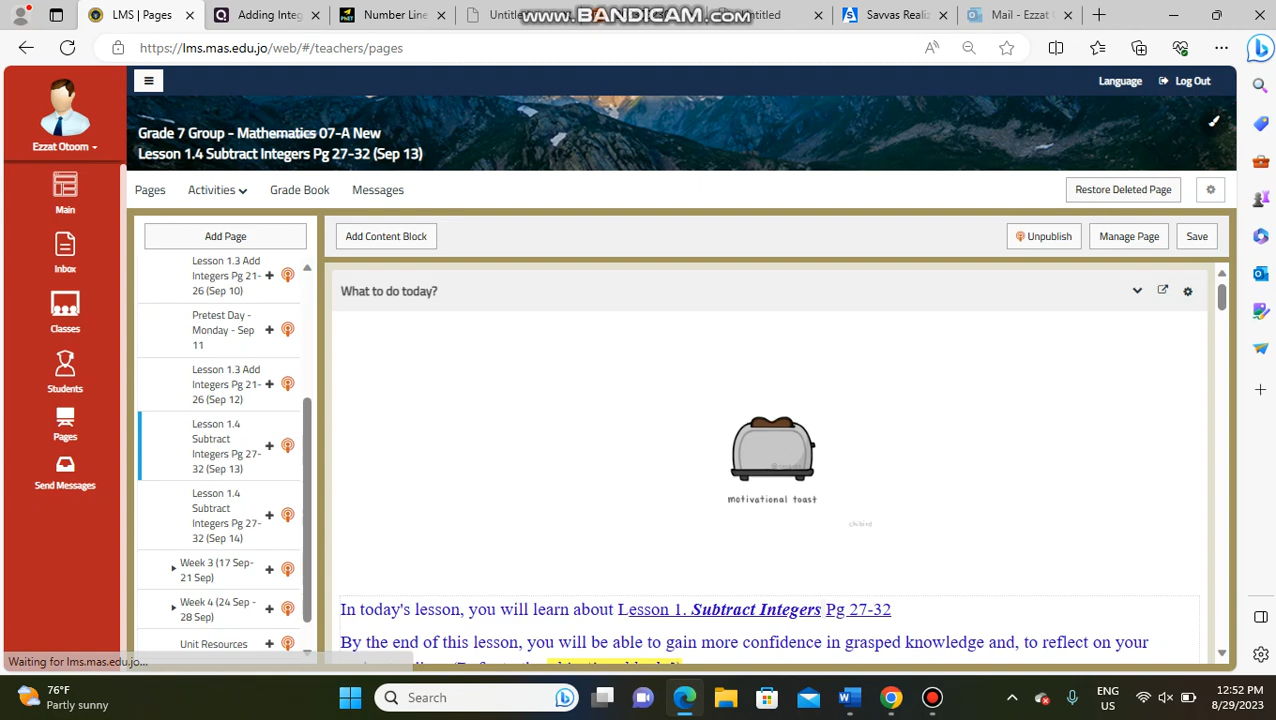 www.BANDICAM.com
LMS Pages
Adding Integ
Number Line
Untitl
ntitled
Savvas Realiz
Mail - Ezzat O
https://lms.mas.edu.jo/web/#/teachers/pages
Language
Log Out
Ezzat Otoom
Grade 7 Group - Mathematics 07-A New
Lesson 1.4 Subtract Integers Pg 27-32 (Sep 13)
Main
Inbox
Classes
Students
Pages
Send Messages
Pages
Activities
Grade Book
Messages
Restore Deleted Page
Add Page
Add Content Block
Unpublish
Manage Page
Save
Lesson 1.3 Add
Integers Pg 21-
26 (Sep 10)
Pretest Day -
Monday - Sep
11
Lesson 1.3 Add
Integers Pg 21-
26 (Sep 12)
Lesson 1.4
Subtract
Integers Pg 27-
32 (Sep 13)
Lesson 1.4
Subtract
Integers Pg 27-
32 (Sep 14)
Week 3 (17 Sep-
21 Sep)
Week 4 (24 Sep -
28 Sep)
Unit Resources
What to do today?
motivational toast
chibird
In today's lesson, you will learn about Lesson 1. Subtract Integers Pg 27-32
By the end of this lesson, you will be able to gain more confidence in grasped knowledge and, to reflect on your
Waiting for lms.mas.edu.jo...
76°F
Partly sunny
Search
ENG
US
12:52 PM
8/29/2023